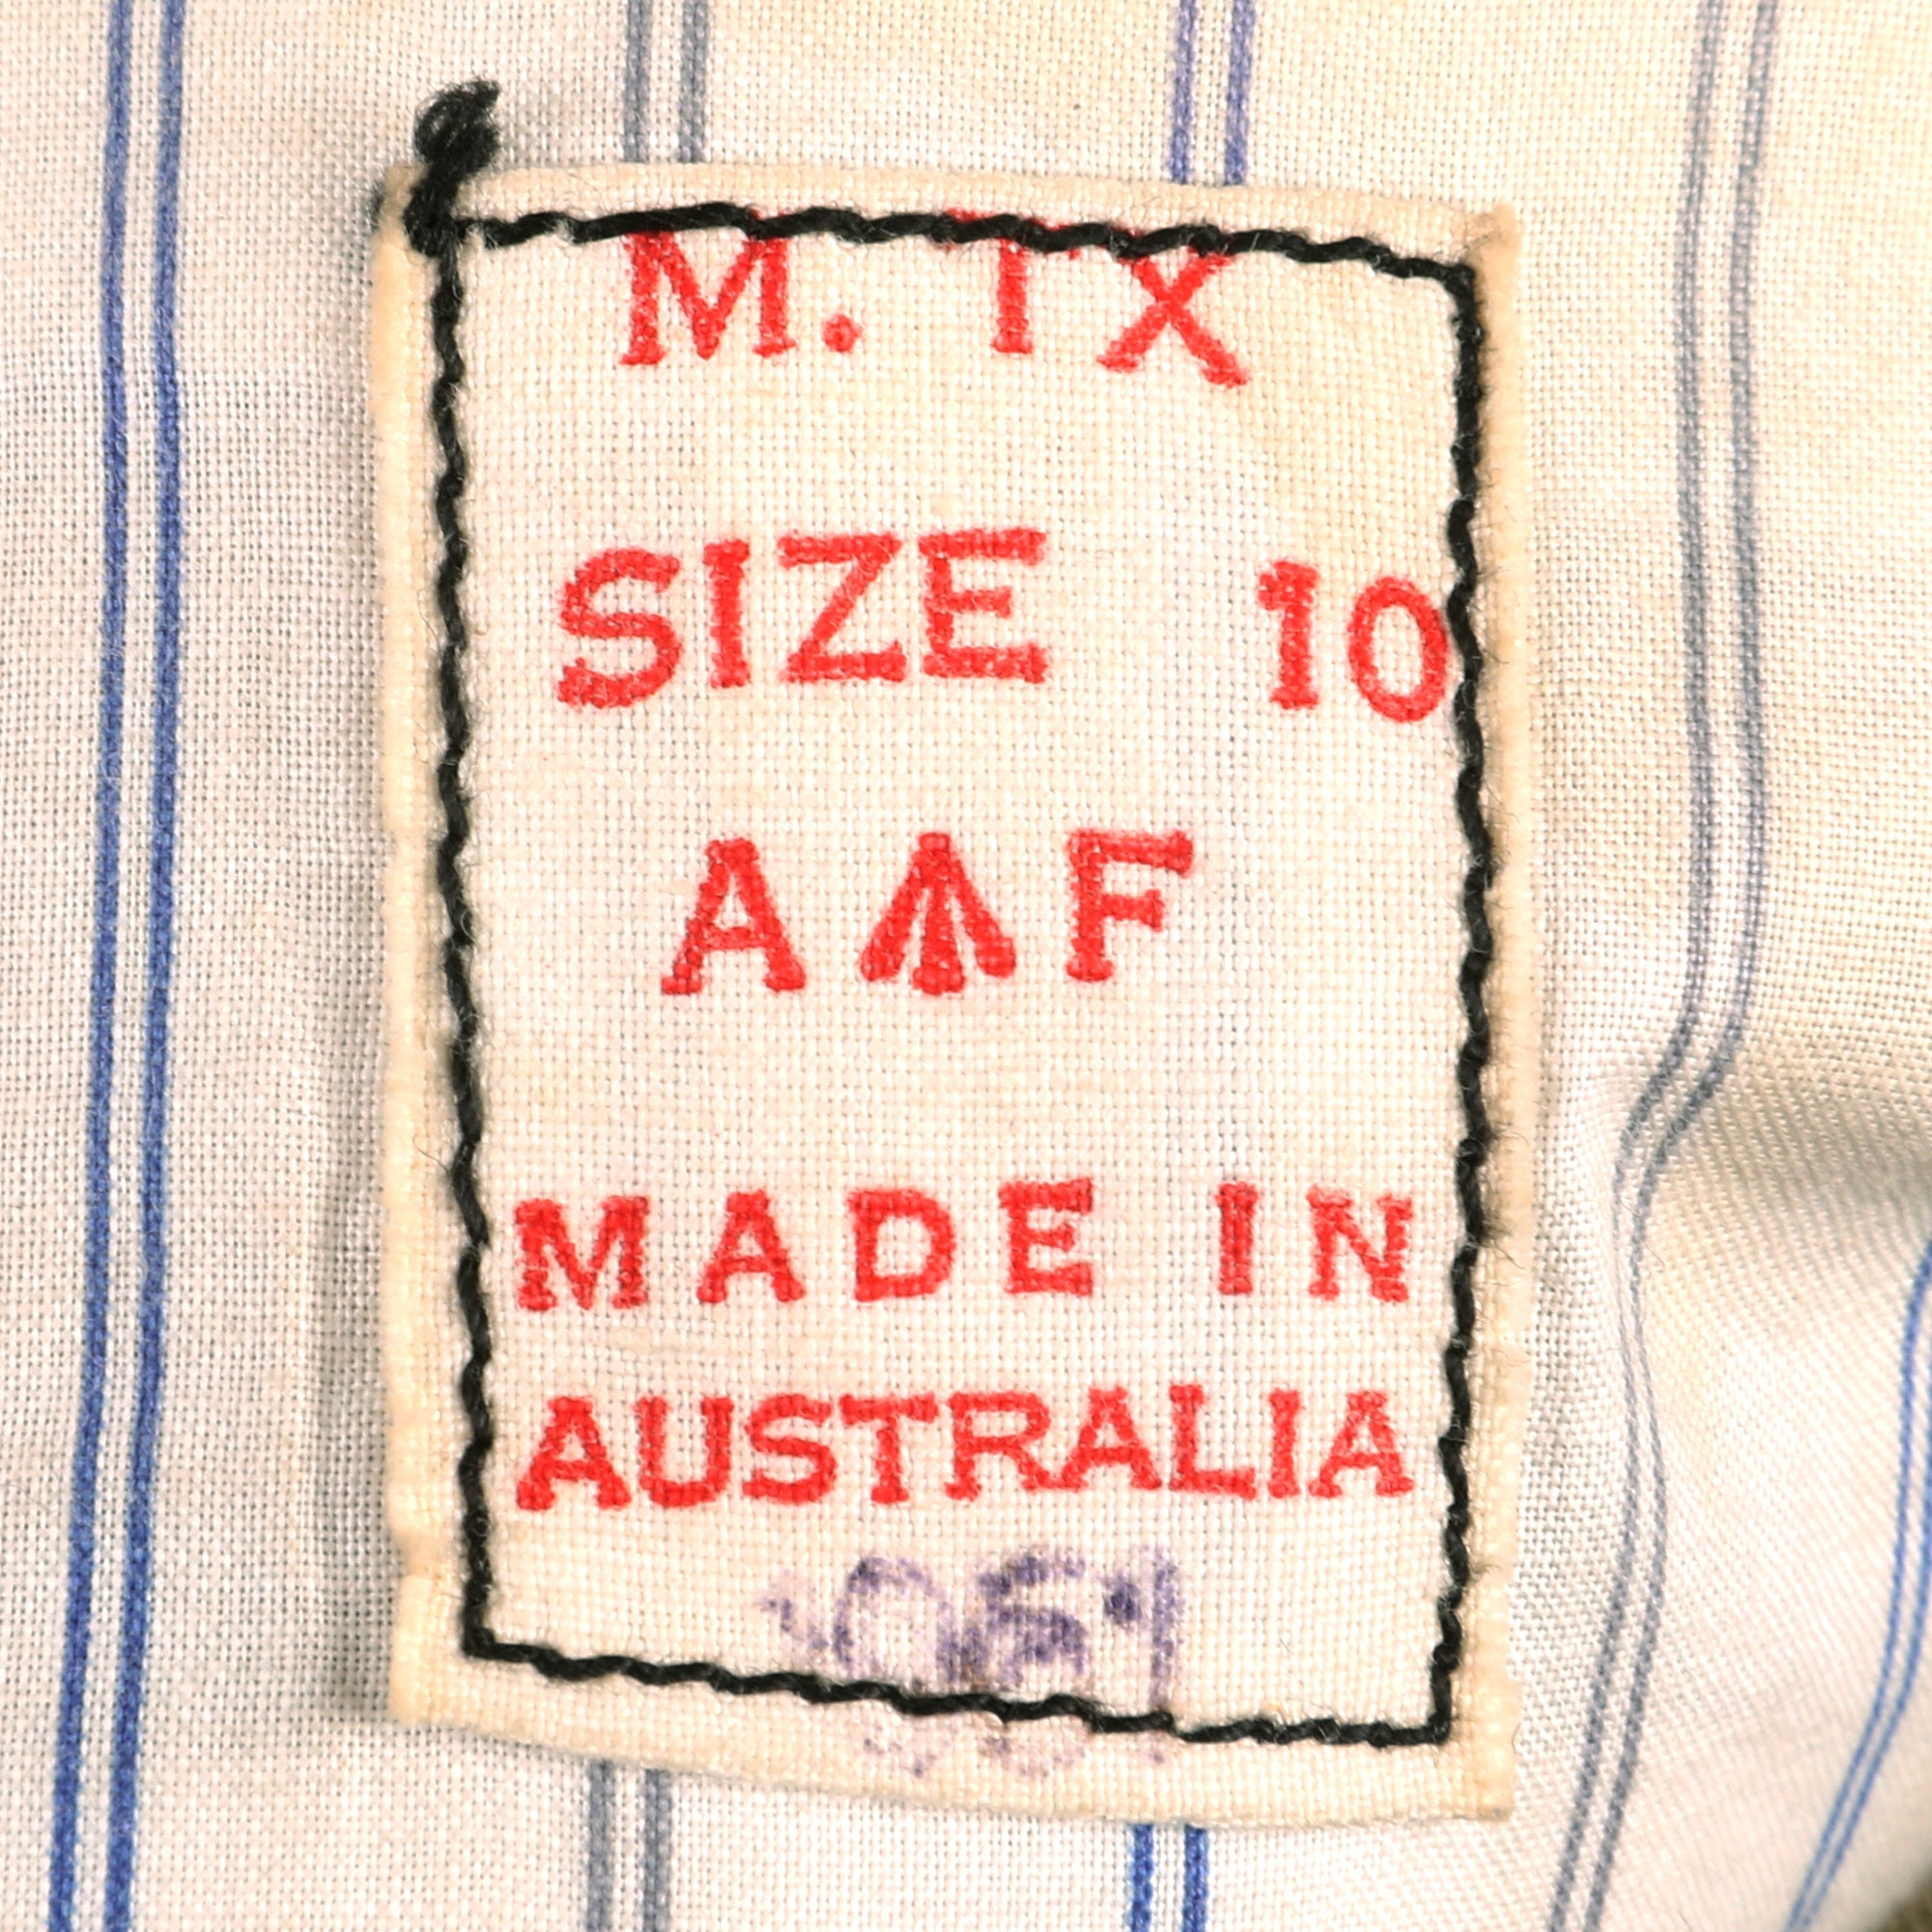 M. TX
SIZE 10
A F
MADE IN
AUSTRALIA